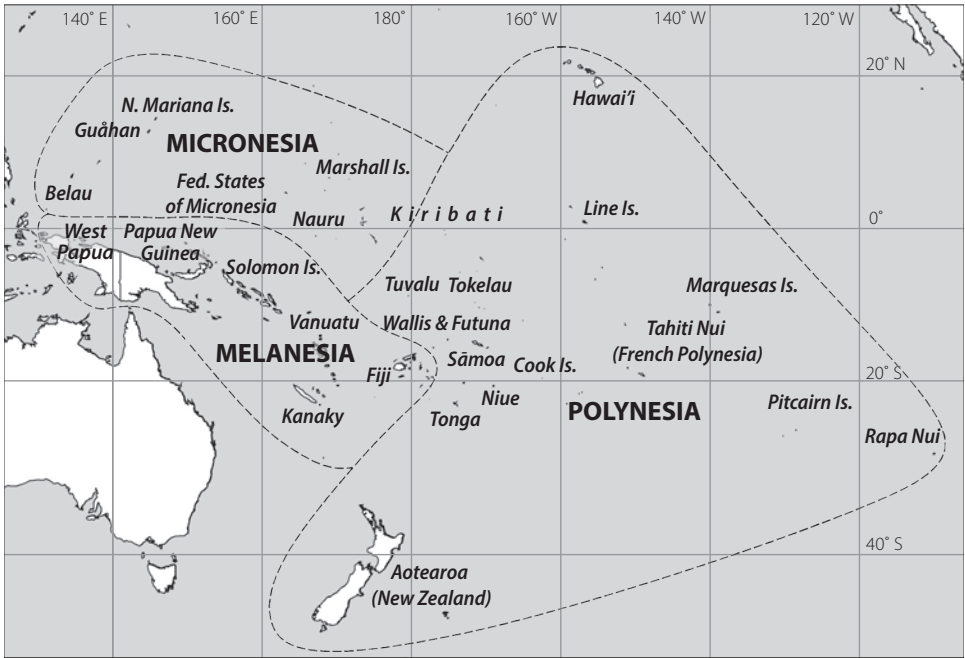 140˚ E
160˚ E
180˚
160˚ W
140˚ W
120˚ W
20˚ N
Hawai‘i
N. Mariana Is.
Guåhan
MICRONESIA
Marshall Is.
Belau
Fed. States
of Micronesia
Nauru
Kiribati
Line Is.
0˚
West
Papua
Papua New
Guinea
Solomon Is.
Tuvalu
Tokelau
Marquesas Is.
Vanuatu
Wallis & Futuna
Tahiti Nui
(French Polynesia)
MELANESIA
Sāmoa
Cook Is.
Fiji
20˚ S
Kanaky
Tonga
Niue
POLYNESIA
Pitcairn Is.
Rapa Nui
40˚ S
Aotearoa
(New Zealand)